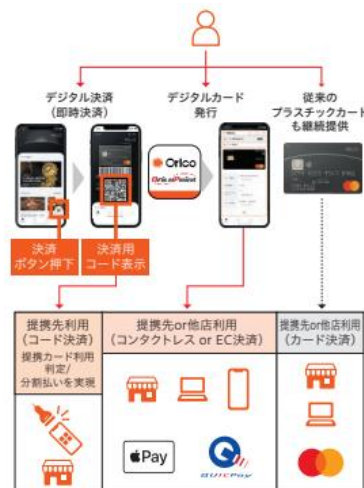 デジタル決済
(即時決済)
デジタルカード
発行
従来の
プラスチックカード
も継続提供
Orico
決済
ボタン押下
決済用
コード表示
提携先利用
(コード決済)
提携カード利用
判定/
分割払いを実現
提携先or他店利用
(コンタクトレス or EC決済)
提携先or他店利用
(カード決済)
Pay
QUICPay